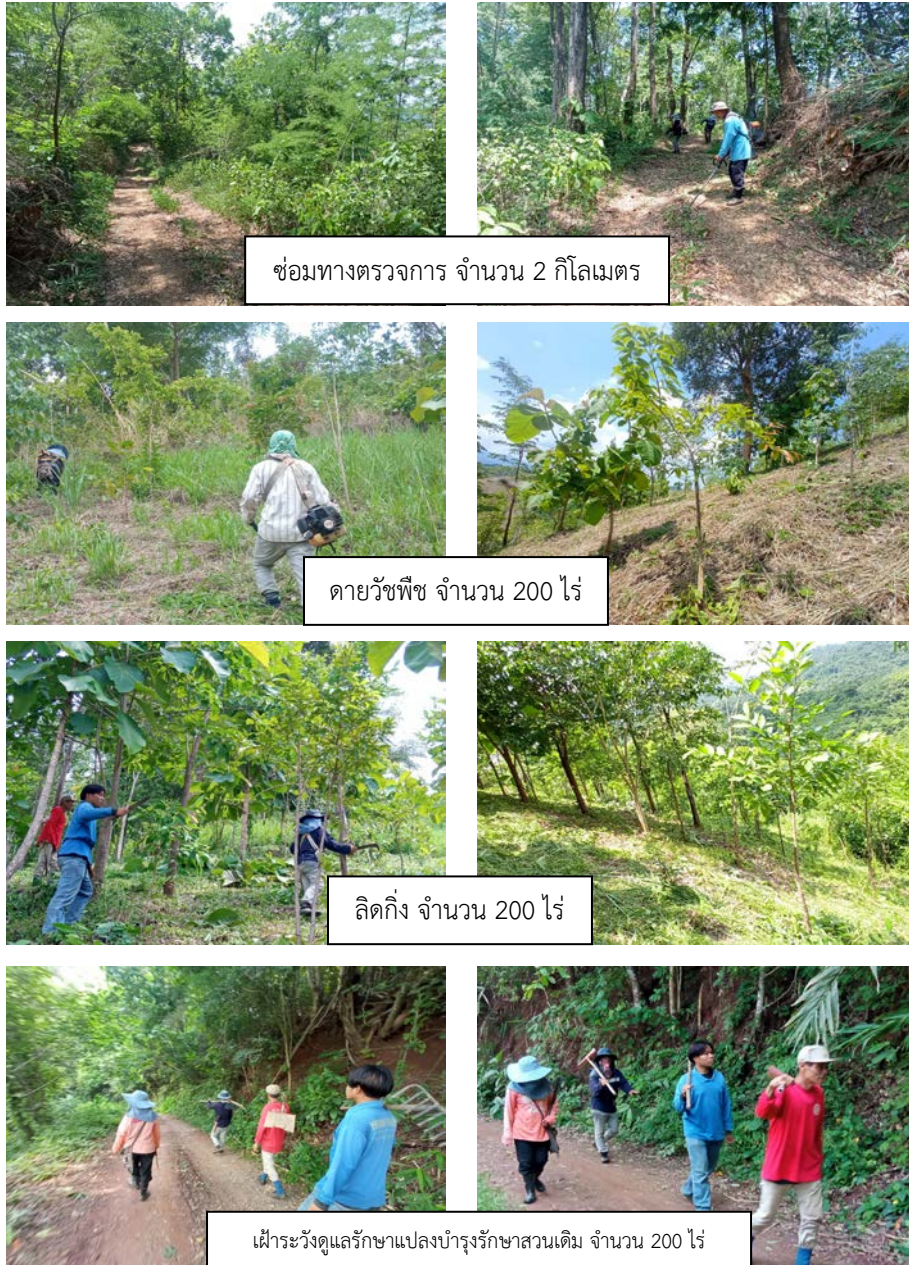 ซ่อมทางตรวจการ จำนวน 2 กิโลเมตร
ดายวัชพืช จำนวน 200 ไร่
ลิดกิ่ง จำนวน 200 ไร่
เฝ้าระวังดูแลรักษาแปลงบำรุงรักษาสวนเดิม จำนวน 200 ไร่